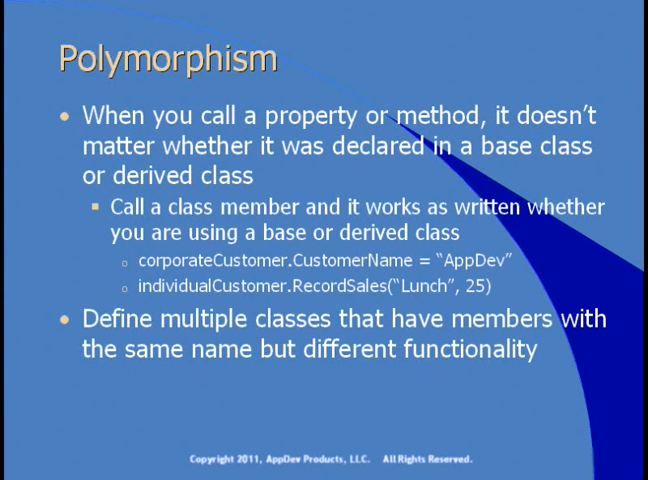 Polymorphism
• When you call a property or method, it doesn't
matter whether it was declared in a base class
or derived class
▪ Call a class member and it works as written whether
you are using a base or derived class
o corporateCustomer.CustomerName = “AppDev”
o individualCustomer.RecordSales(“Lunch”, 25)
• Define multiple classes that have members with
the same name but different functionality
Copyright 2011, AppDev Products, LLC. All Rights Reserved.